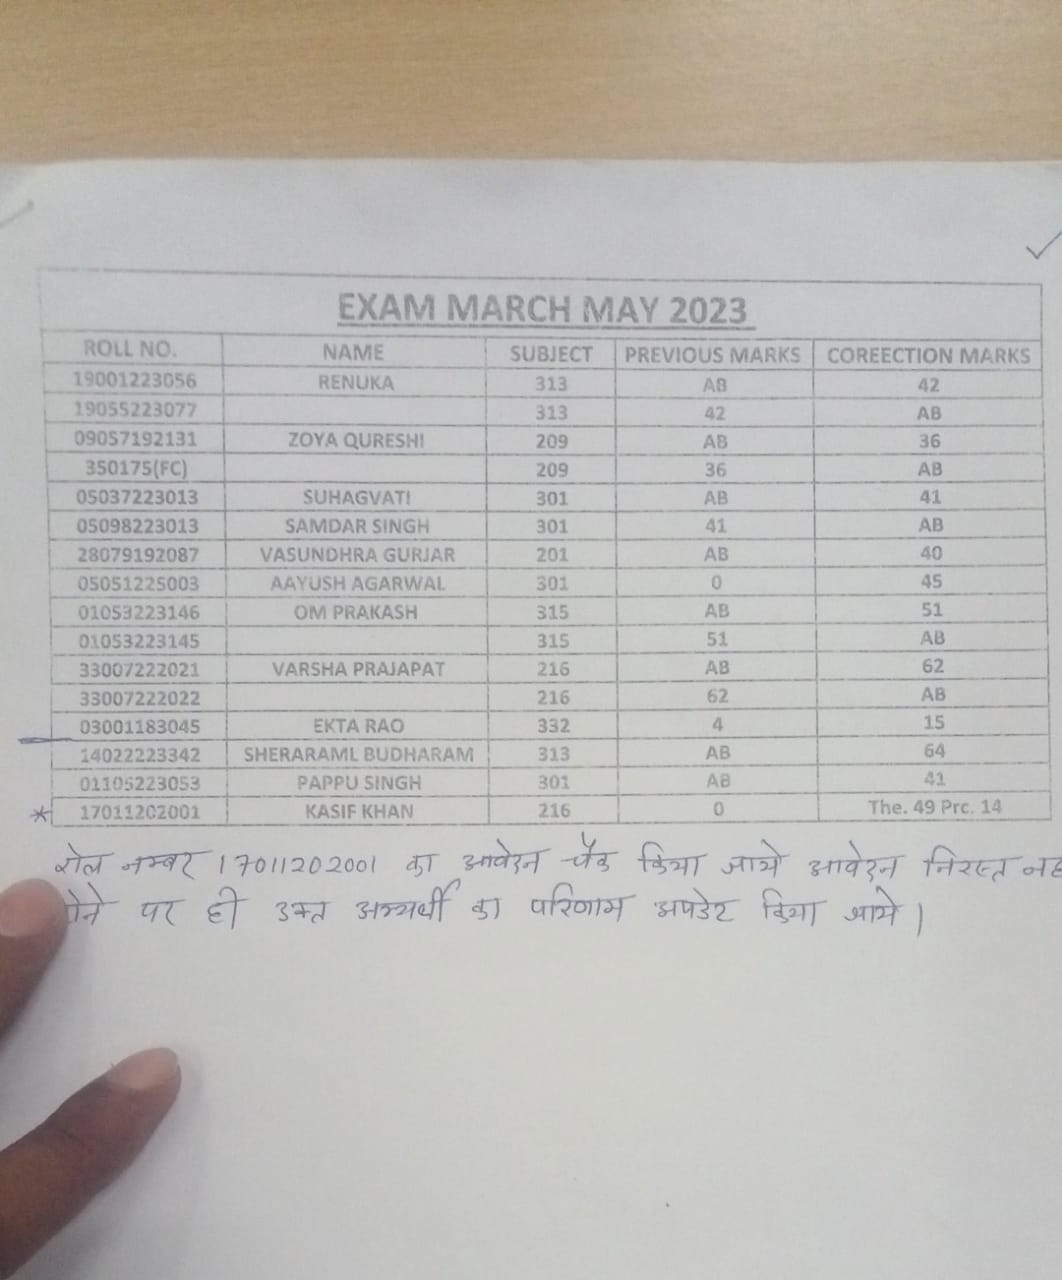 EXAM MARCH MAY 2023
ROLL NO. NAME SUBJECT PREVIOUS MARKS COREECTION MARKS
19001223056 RENUKA 313 AB 42
19055223077 313 42 AB
09057192131 ZOYA QURESHI 209 AB 36
350175(FC) 209 36 AB
05037223013 SUHAGVATI 301 AB 41
05098223013 SAMDAR SINGH 301 41 AB
28079192087 VASUNDHRA GURJAR 201 AB 40
05051225003 AAYUSH AGARWAL 301 0 45
01053223146 OM PRAKASH 315 AB 51
01053223145 315 51 AB
33007222021 VARSHA PRAJAPAT 216 AB 62
33007222022 216 62 AB
03001183045 EKTA RAO 332 4 15
14022223342 SHERARAML BUDHARAM 313 AB 64
01105223053 PAPPU SINGH 301 AB 41
* 17011202001 KASIF KHAN 216 0 The. 49 Prc. 14
रोल नम्बर 17011202001 का आवेदन चैक किया जाये आवेदन निरस्त नह
होने पर ही उक्त अभ्यर्थी का परिणाम अपडेट किया जाये।